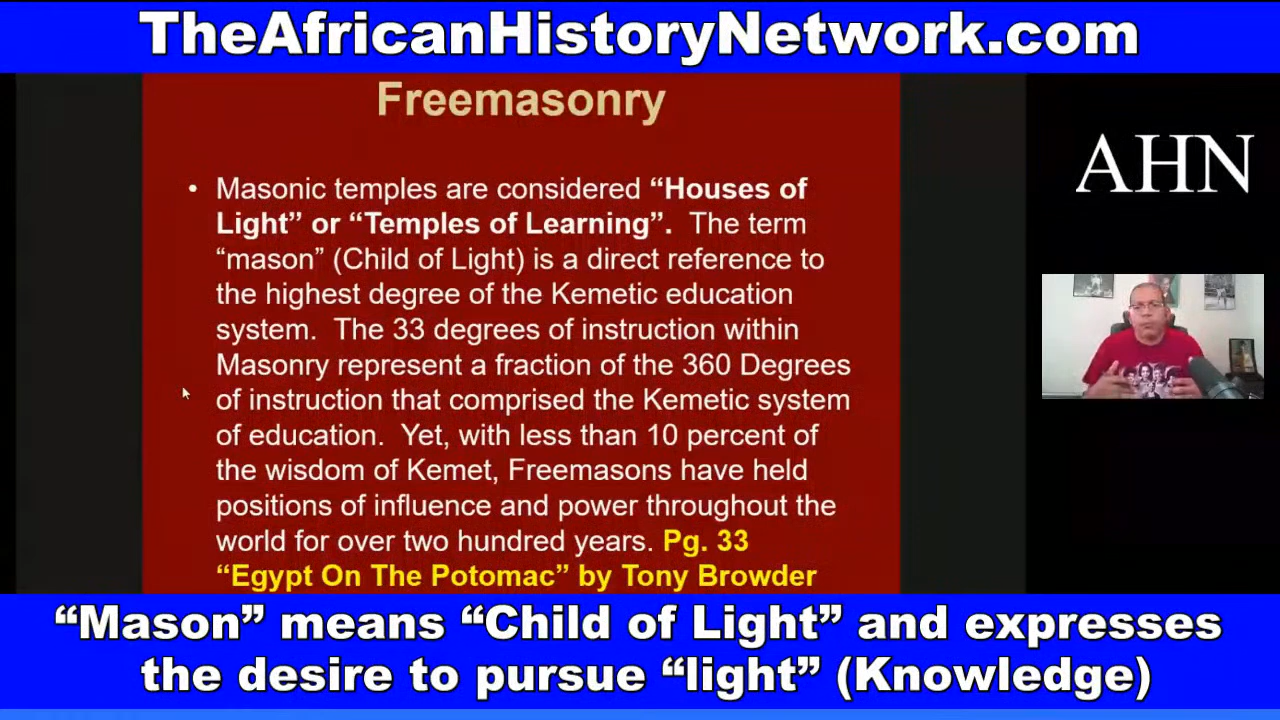 TheAfricanHistoryNetwork.com
Freemasonry
AHN
• Masonic temples are considered “Houses of
Light” or “Temples of Learning”. The term
“mason” (Child of Light) is a direct reference to
the highest degree of the Kemetic education
system. The 33 degrees of instruction within
Masonry represent a fraction of the 360 Degrees
of instruction that comprised the Kemetic system
of education. Yet, with less than 10 percent of
the wisdom of Kemet, Freemasons have held
positions of influence and power throughout the
world for over two hundred years. Pg. 33
“Egypt On The Potomac” by Tony Browder
“Mason” means “Child of Light” and expresses
the desire to pursue “light” (Knowledge)